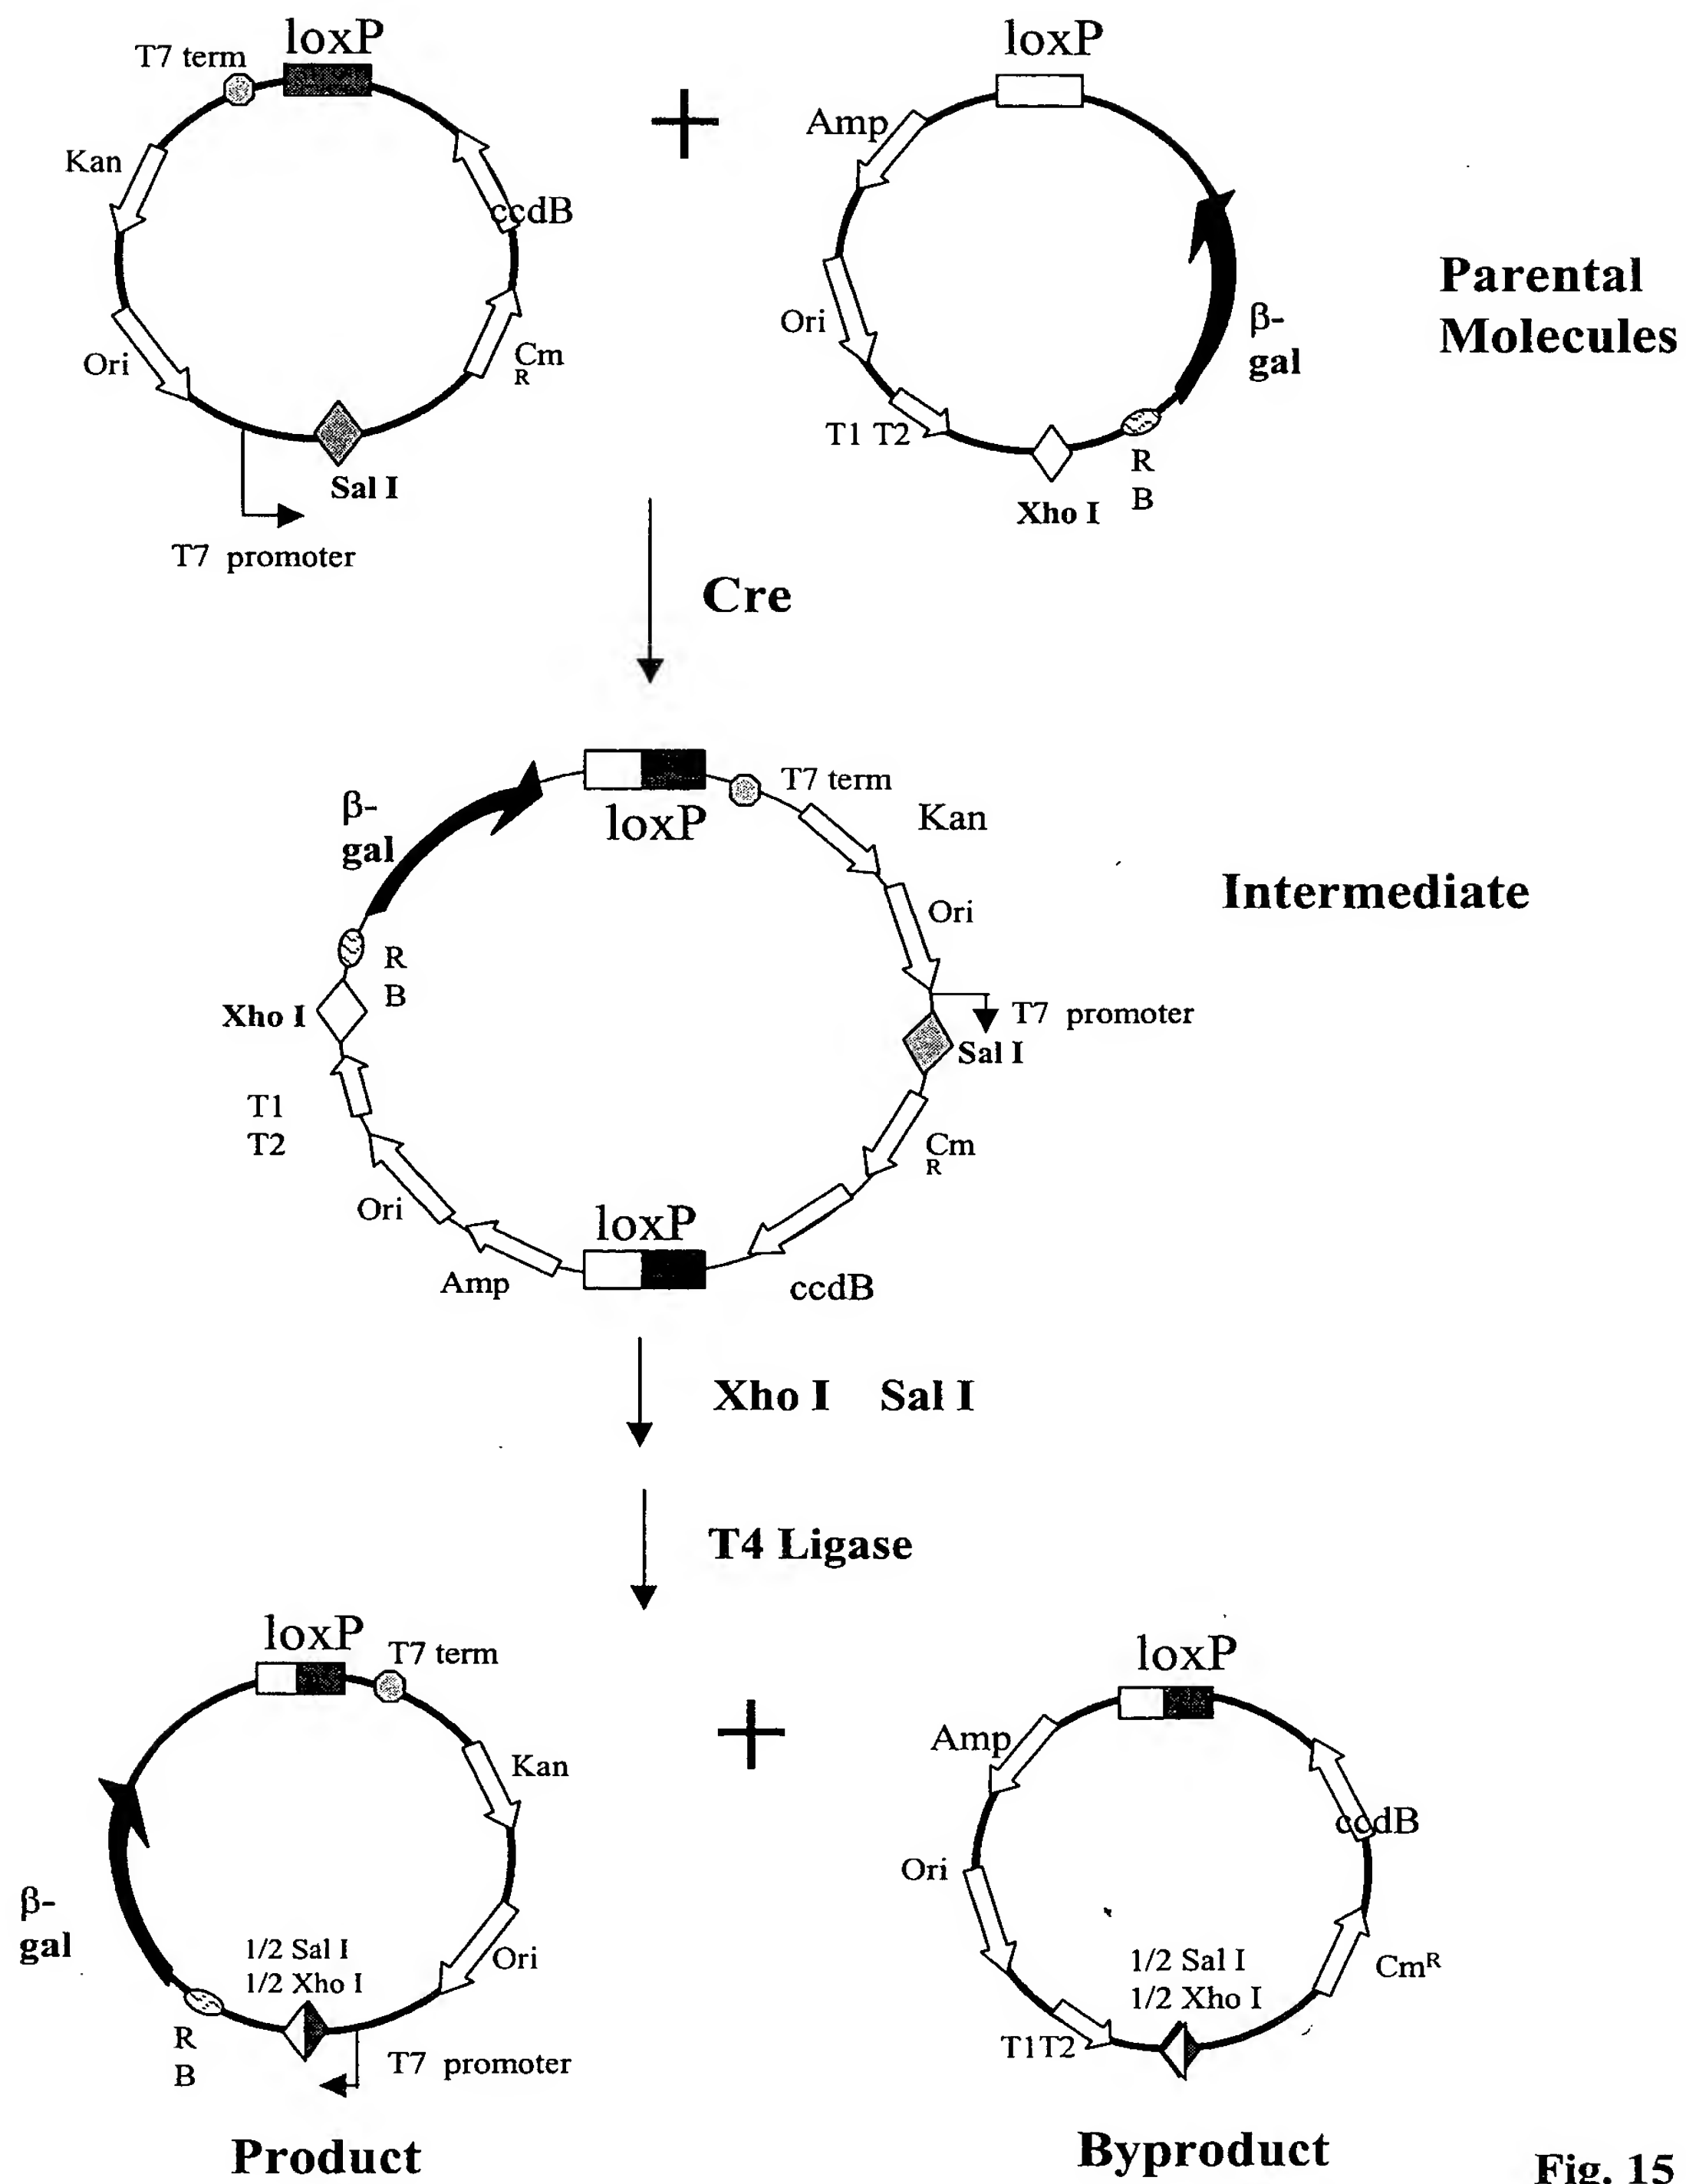 loxP
T7 term
Kan
ccdB
Ori
Cm
R
Sal I
T7 promoter
+
loxP
Amp
Ori
β-
gal
T1 T2
R
B
Xho I
Parental
Molecules
Cre
loxP
T7 term
β-
gal
Kan
Ori
R
B
Xho I
T7 promoter
Sal I
T1
T2
Cm
R
Ori
loxP
Amp
ccdB
Intermediate
Xho I Sal I
T4 Ligase
loxP
T7 term
Kan
β-
gal
1/2 Sal I
1/2 Xho I
Ori
R
B
T7 promoter
Product
+
loxP
Amp
ccdB
Ori
1/2 Sal I
1/2 Xho I
CmR
T1T2
Byproduct
Fig. 15